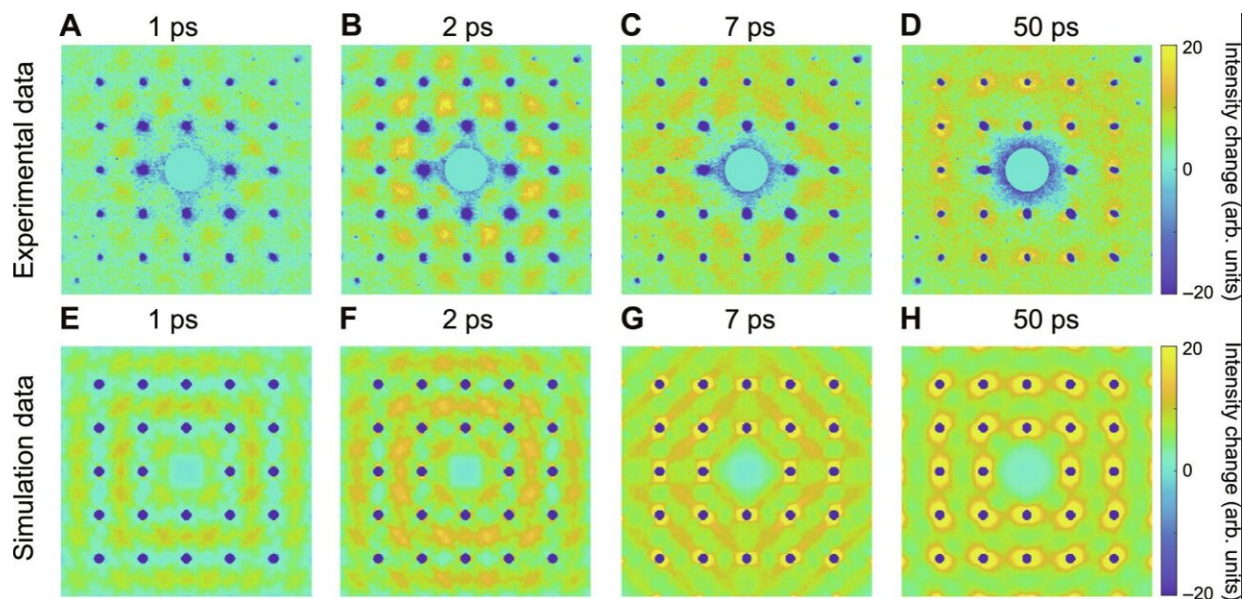 A 1 ps B 2 ps C 7 ps D 50 ps
Experimental data
20
0
−20
Intensity change (arb. units)
E 1 ps F 2 ps G 7 ps H 50 ps
Simulation data
20
0
−20
Intensity change (arb. units)